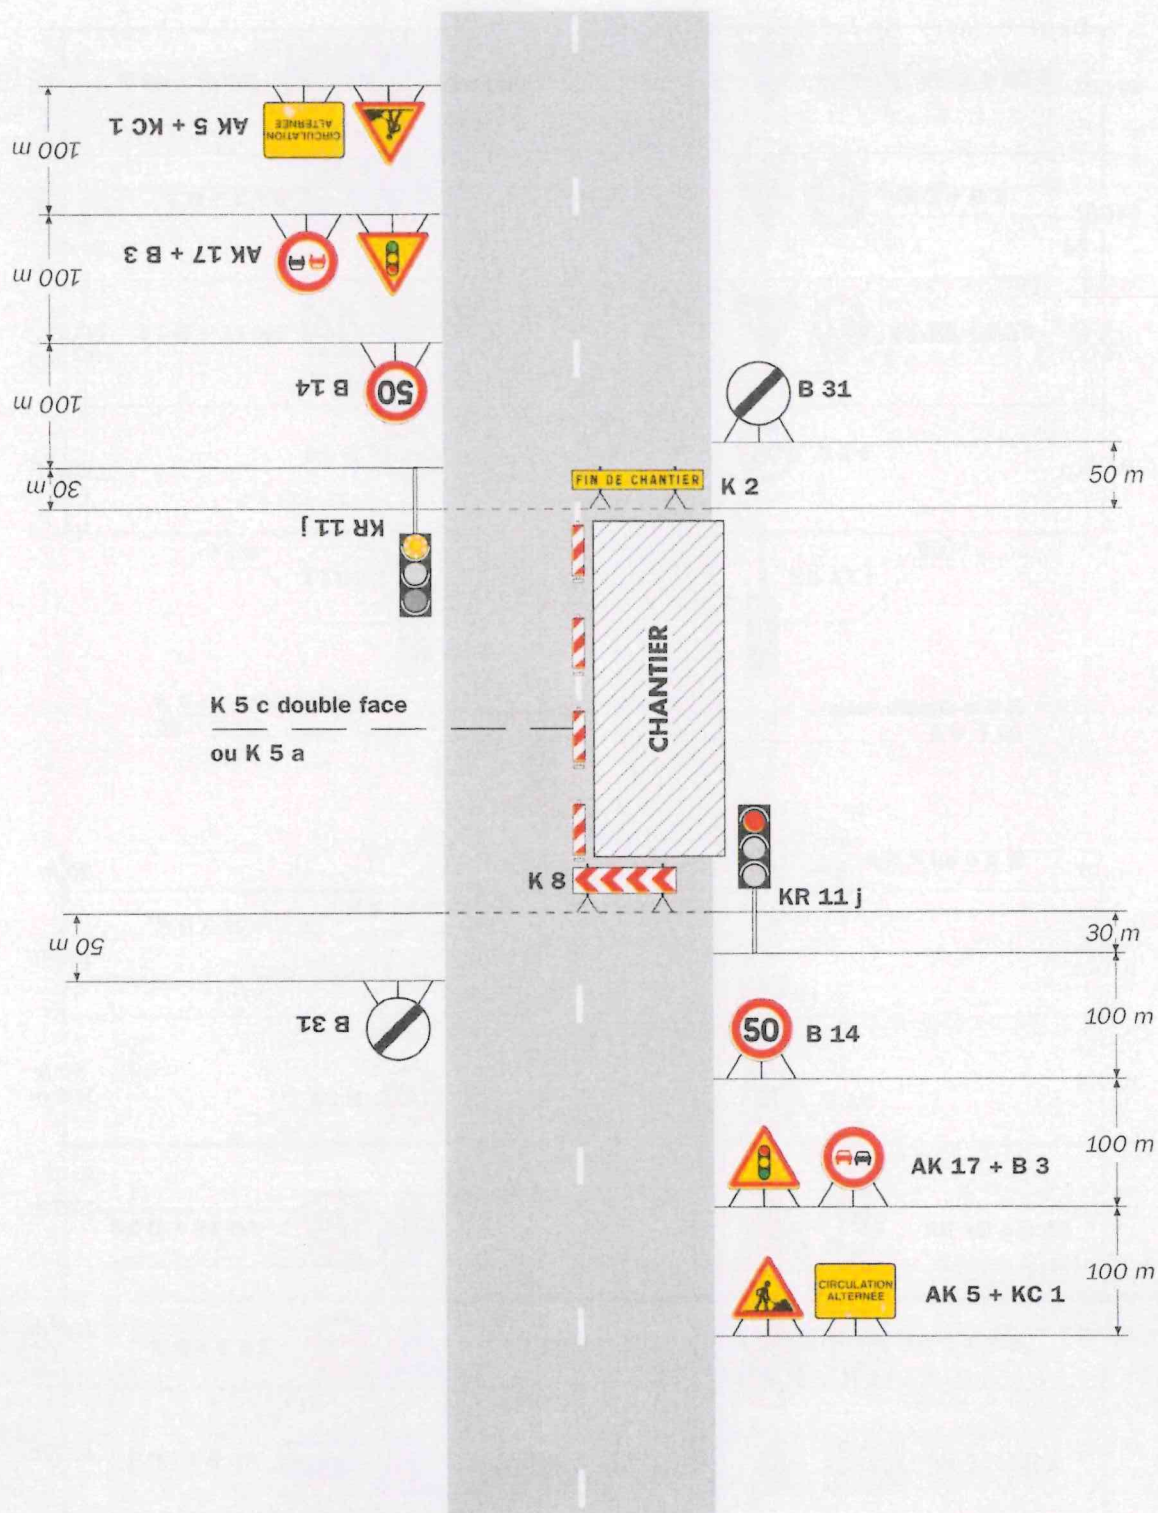 AK 5 + KC 1
CIRCULATION
ALTERNÉE
100 m
AK 17 + B 3
100 m
B 14
50
100 m
30 m
KR 11 j
B 31
50 m
FIN DE CHANTIER
K 2
CHANTIER
K 5 c double face
ou K 5 a
K 8
KR 11 j
30 m
50 m
B 31
50
B 14
100 m
AK 17 + B 3
100 m
CIRCULATION
ALTERNÉE
AK 5 + KC 1
100 m